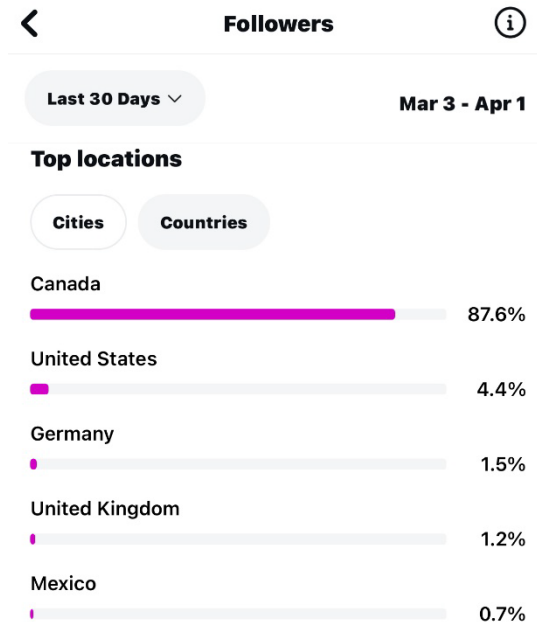 Followers
Last 30 Days
Mar 3 - Apr 1
Top locations
Cities
Countries
Canada
87.6%
United States
4.4%
Germany
1.5%
United Kingdom
1.2%
Mexico
0.7%